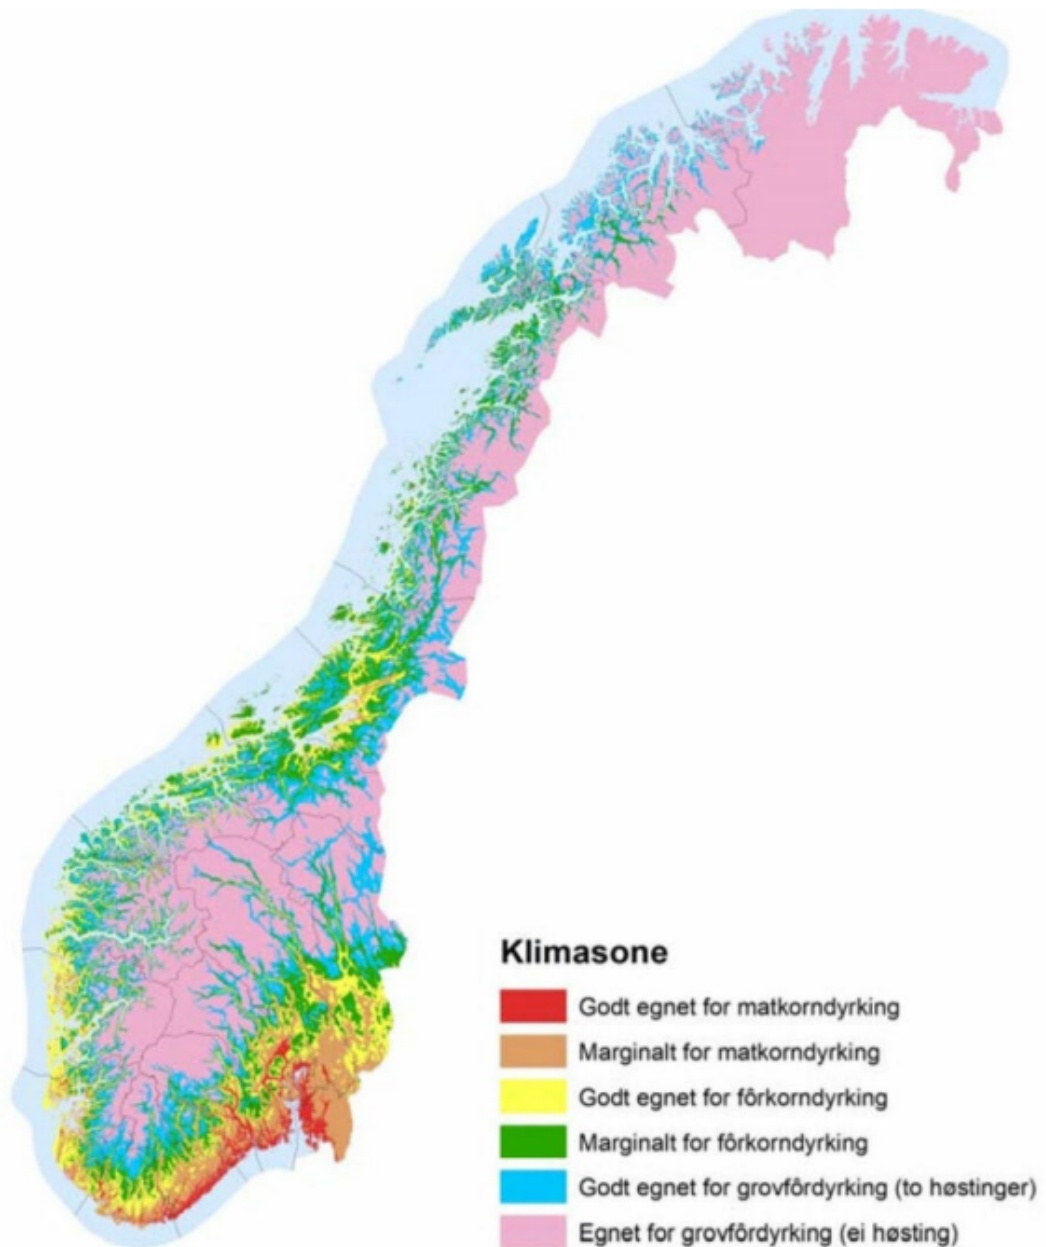 Klimasone
Godt egnet for matkorndyrking
Marginalt for matkorndyrking
Godt egnet for fôrkorndyrking
Marginalt for fôrkorndyrking
Godt egnet for grovfôrdyrking (to høstinger)
Egnet for grovfôrdyrking (ei høsting)